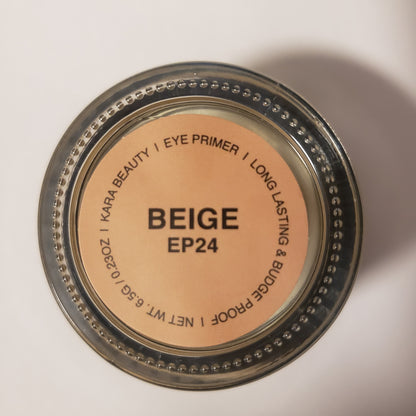 BEIGE
EP24
KARA BEAUTY | EYE PRIMER | LONG LASTING & BUDGE PROOF | NET WT. 6.5G / 0.23OZ |